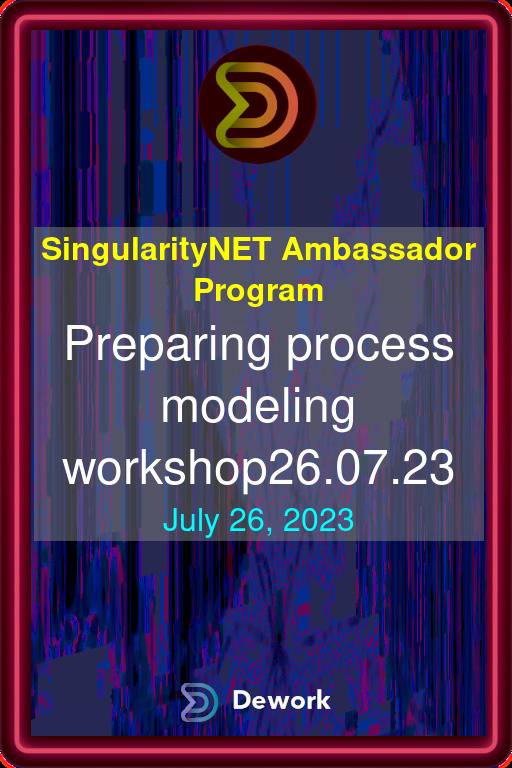 SingularityNET Ambassador
Program
Preparing process
modeling
workshop26.07.23
July 26, 2023
Dework